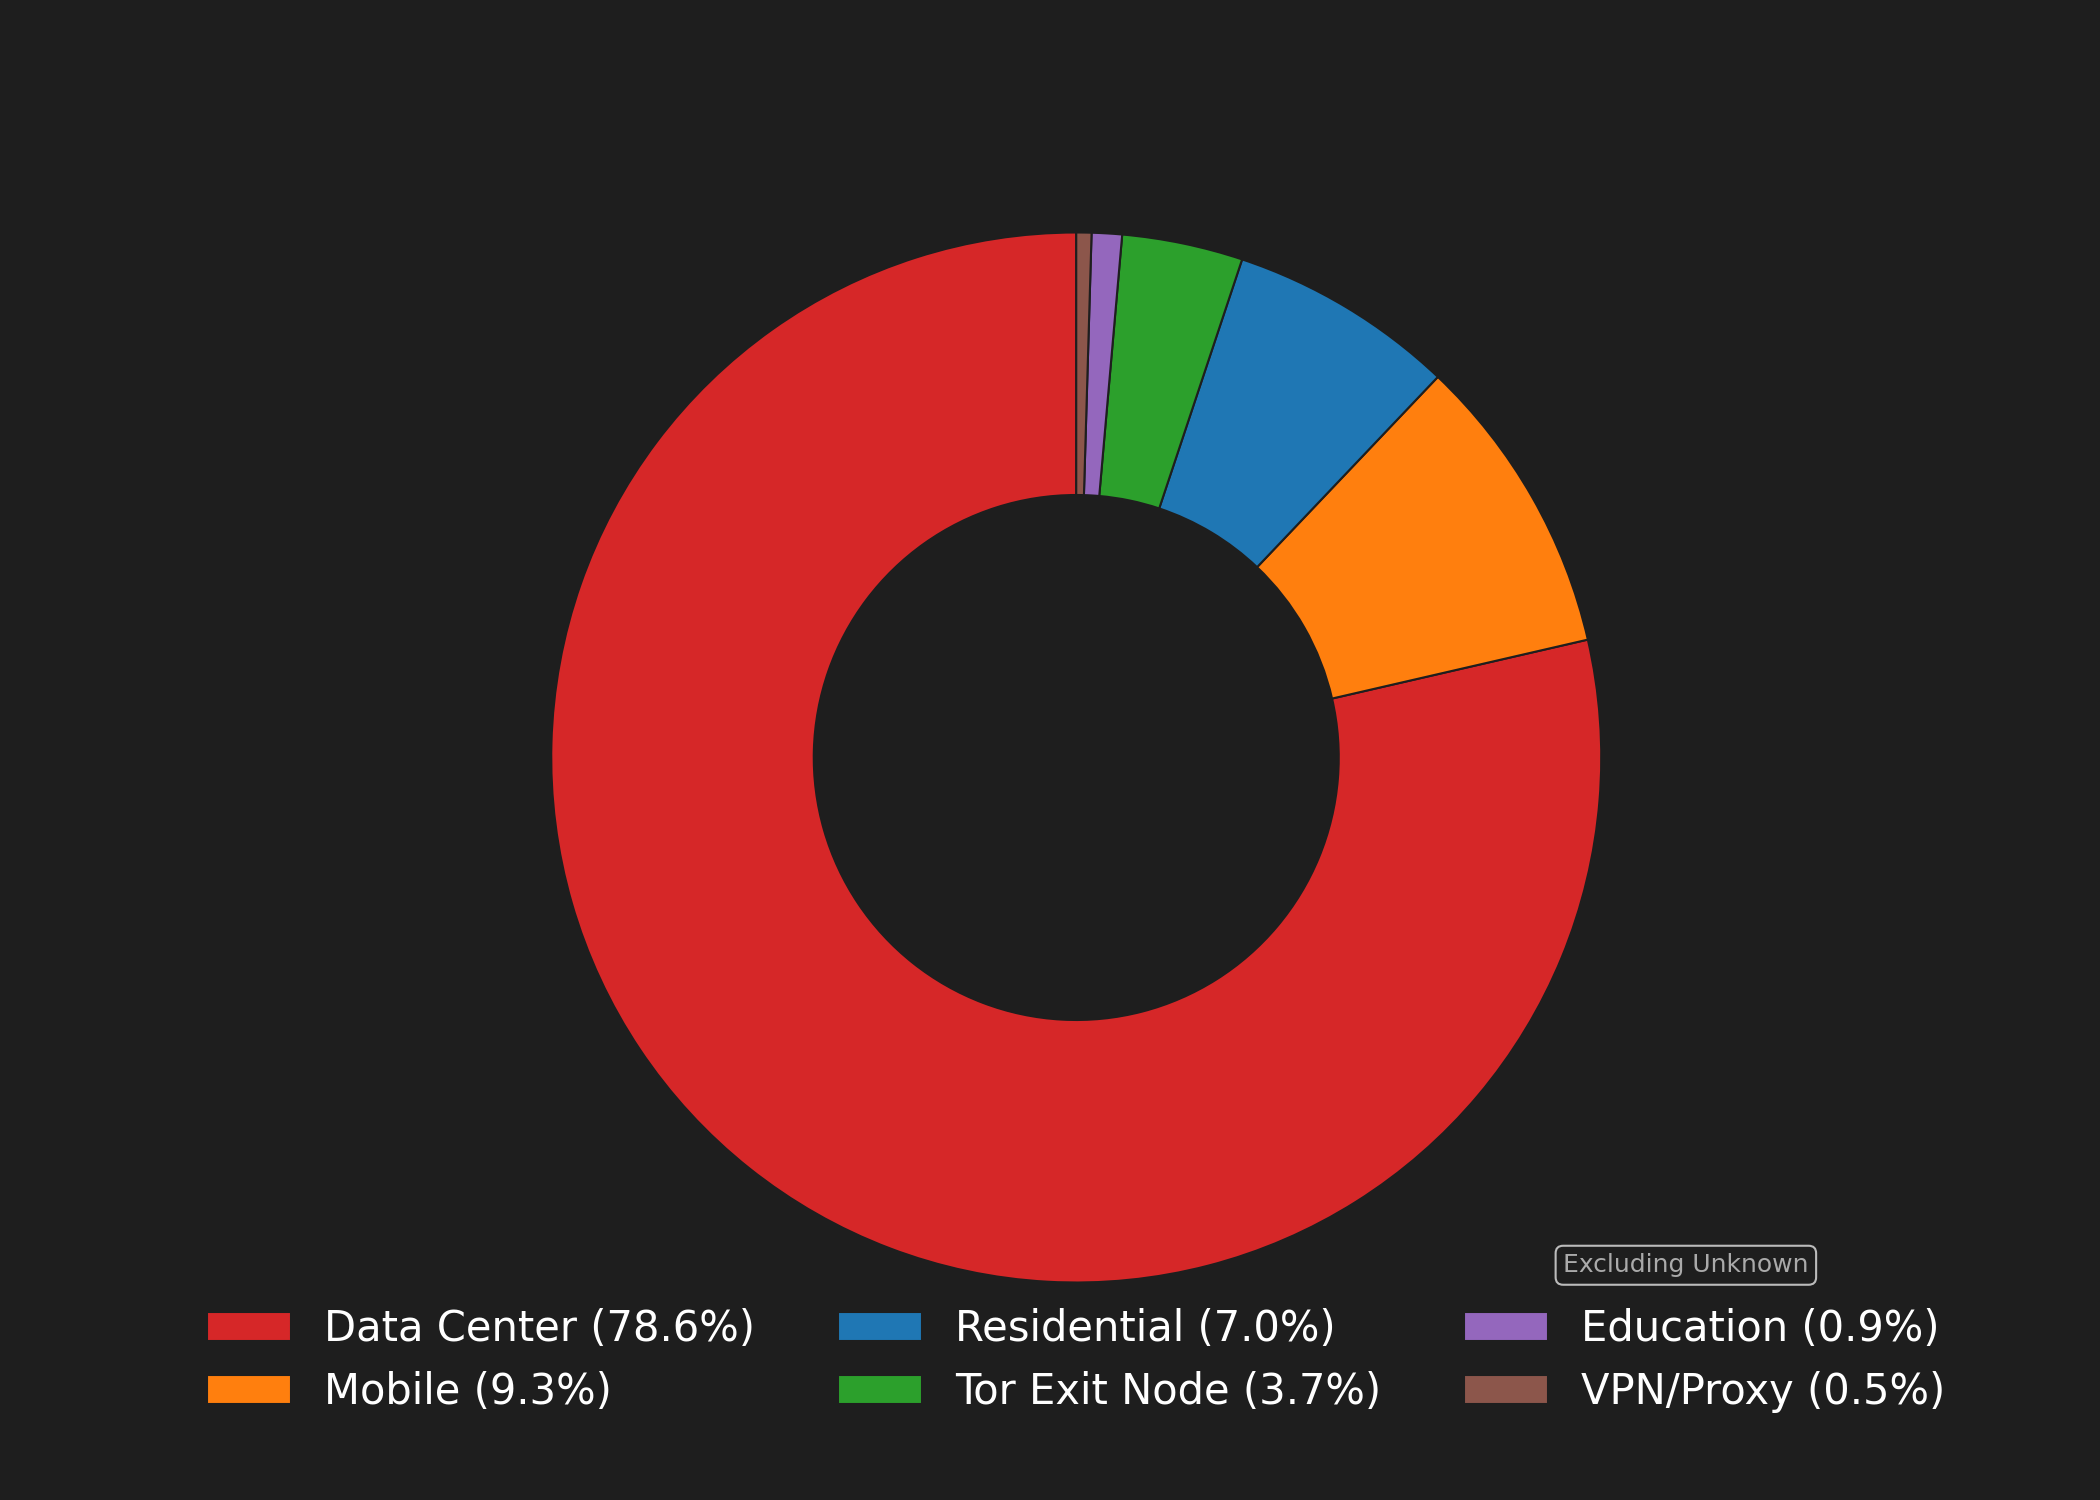 Excluding Unknown
Data Center (78.6%)
Mobile (9.3%)
Residential (7.0%)
Tor Exit Node (3.7%)
Education (0.9%)
VPN/Proxy (0.5%)